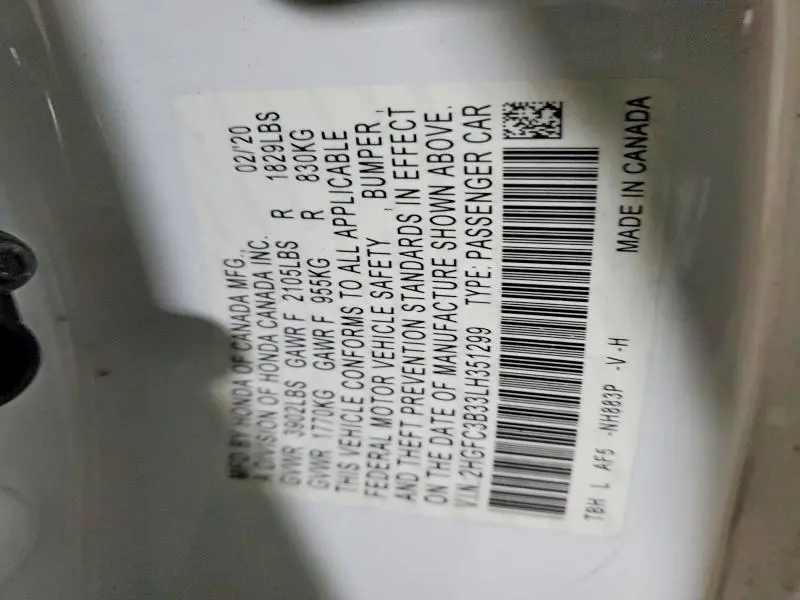 MFD BY HONDA OF CANADA MFG., 02/'20
A DIVISION OF HONDA CANADA INC.
GVWR 3902LBS GAWR F 2105LBS R 1829LBS
GVWR 1770KG GAWR F 955KG R 830KG
THIS VEHICLE CONFORMS TO ALL APPLICABLE
FEDERAL MOTOR VEHICLE SAFETY , BUMPER,
AND THEFT PREVENTION STANDARDS IN EFFECT
ON THE DATE OF MANUFACTURE SHOWN ABOVE.
V.I.N. 2HGFC3B33LH351299 TYPE: PASSENGER CAR
TBH L AF5 -NH883P -V -H
MADE IN CANADA